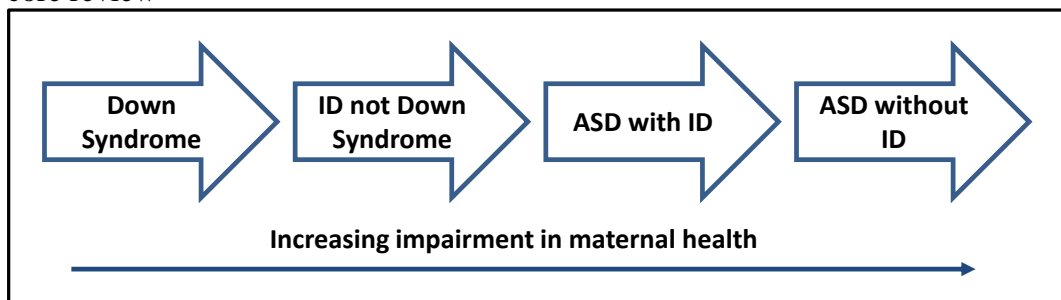 Down
Syndrome
ID not Down
Syndrome
ASD with ID
ASD without
ID
Increasing impairment in maternal health